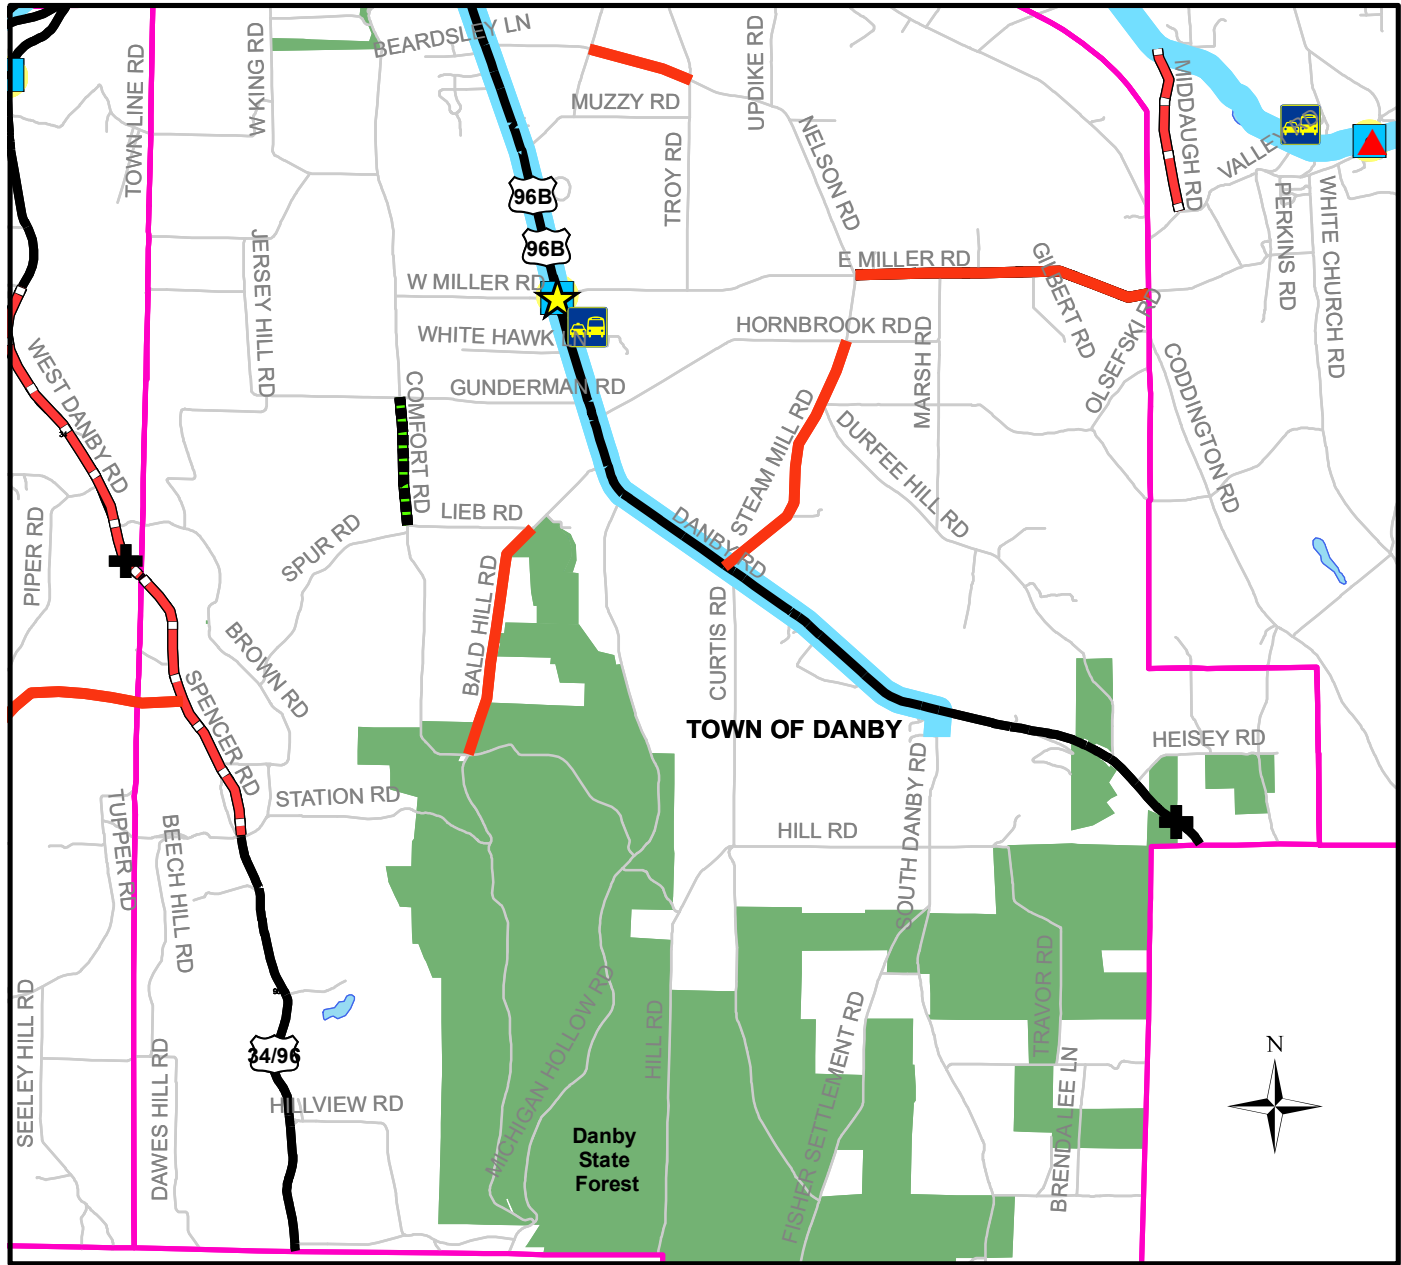 BEARDSLEY LN
W KING RD
TOWN LINE RD
UPDIKE RD
MUZZY RD
MIDDAUGH RD
VALLEY
NELSON RD
TROY RD
96B
PERKINS RD
WHITE CHURCH RD
96B
JERSEY HILL RD
E MILLER RD
GILBERT RD
W MILLER RD
OLSEFSKI RD
HORNBROOK RD
WHITE HAWK LN
MARSH RD
WEST DANBY RD
CODDINGTON RD
COMFORT RD
GUNDERMAN RD
STEAM MILL RD
DURFEE HILL RD
34
LIEB RD
DANBY RD
PIPER RD
SPUR RD
BALD HILL RD
CURTIS RD
BROWN RD
SPENCER RD
TOWN OF DANBY
HEISEY RD
SOUTH DANBY RD
STATION RD
TUPPER RD
BEECH HILL RD
HILL RD
TRAVOR RD
MICHIGAN HOLLOW RD
SEELEY HILL RD
HILL RD
FISHER SETTLEMENT RD
34/96
DAWES HILL RD
N
BRENDA LEE LN
HILLVIEW RD
Danby
State
Forest